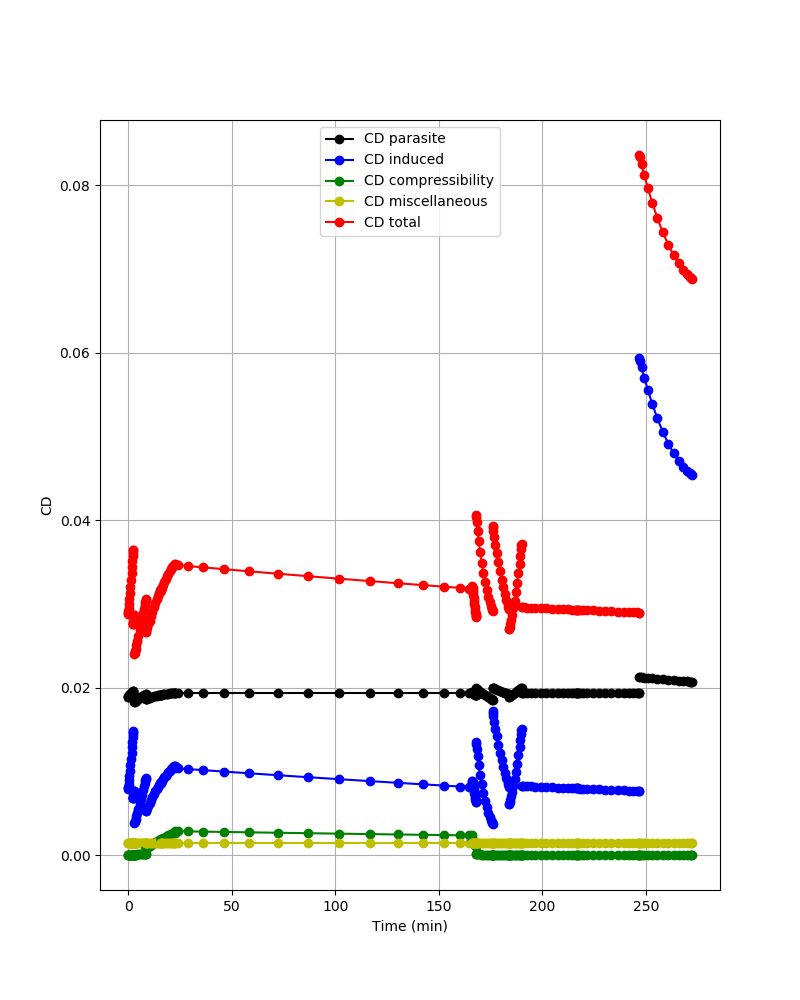 CD parasite
CD induced
CD compressibility
CD miscellaneous
CD total
0.08
0.06
0.04
0.02
0.00
CD
0 50 100 150 200 250
Time (min)